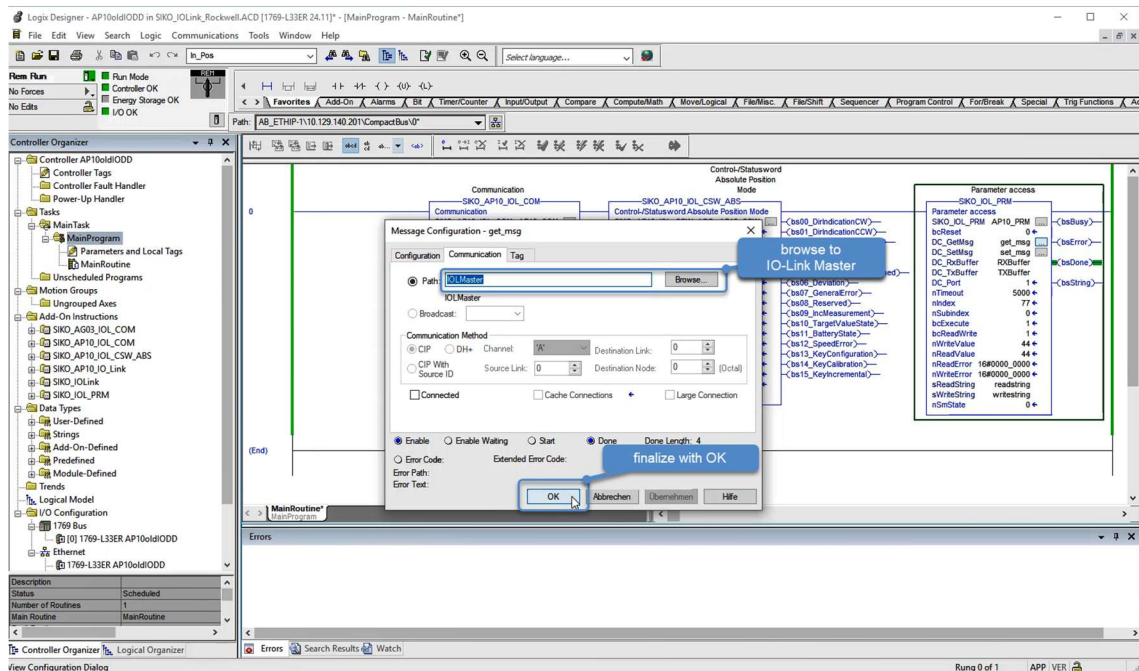 Logix Designer - AP10oldIODD in SIKO_IOLink_Rockwell.ACD [1769-L33ER 24.11]* - [MainProgram - MainRoutine*]
File Edit View Search Logic Communications Tools Window Help
In_Pos
Select language...
Rem Run
Run Mode
REM
No Forces
Controller OK
Energy Storage OK
No Edits
I/O OK
Favorites Add-On Alarms Bit Timer/Counter Input/Output Compare Compute/Math Move/Logical File/Misc. File/Shift Sequencer Program Control For/Break Special Trig Functions
Path: AB_ETHIP-1\10.129.140.201\CompactBus\0*
Controller Organizer
Controller AP10oldIODD
Controller Tags
Controller Fault Handler
Power-Up Handler
Tasks
MainTask
MainProgram
Parameters and Local Tags
MainRoutine
Unscheduled Programs
Motion Groups
Ungrouped Axes
Add-On Instructions
SIKO_AG03_IOL_COM
SIKO_AP10_IOL_COM
SIKO_AP10_IOL_CSW_ABS
SIKO_AP10_IO_Link
SIKO_IOLink
SIKO_IOL_PRM
Data Types
User-Defined
Strings
Add-On-Defined
Predefined
Module-Defined
Trends
Logical Model
I/O Configuration
1769 Bus
[0] 1769-L33ER AP10oldIODD
Ethernet
1769-L33ER AP10oldIODD
Description
Status Scheduled
Number of Routines 1
Main Routine MainRoutine
Controller Organizer Logical Organizer
View Configuration Dialog
0
(End)
Communication
SIKO_AP10_IOL_COM
Communication
Control-/Statusword
Absolute Position
Mode
SIKO_AP10_IOL_CSW_ABS
Control-/Statusword Absolute Position Mode
bs00_DirIndicationCW
bs01_DirIndicationCCW
bs06_Deviation
bs07_GeneralError
bs08_Reserved
bs09_IncMeasurement
bs10_TargetValueState
bs11_BatteryState
bs12_SpeedError
bs13_KeyConfiguration
bs14_KeyCalibration
bs15_KeyIncremental
Parameter access
SIKO_IOL_PRM
Parameter access
SIKO_IOL_PRM AP10_PRM ... bsBusy
bcReset 0
DC_GetMsg get_msg ... bsError
DC_SetMsg set_msg ...
DC_RxBuffer RXBuffer bsDone
DC_TxBuffer TXBuffer
DC_Port 1 bsString
nTimeout 5000
nIndex 77
nSubindex 0
bcExecute 1
bcReadWrite 1
nWriteValue 44
nReadValue 44
nReadError 16#0000_0000
nWriteError 16#0000_0000
sReadString readstring
sWriteString writestring
nSmState 0
Message Configuration - get_msg
Configuration Communication Tag
browse to
IO-Link Master
Path: IOLMaster Browse...
IOLMaster
Broadcast:
Communication Method
CIP DH+ Channel: 'A' Destination Link: 0
CIP With
Source ID Source Link: 0 Destination Node: 0 (Octal)
Connected Cache Connections Large Connection
Enable Enable Waiting Start Done Done Length: 4
Error Code: Extended Error Code:
finalize with OK
Error Path:
Error Text:
OK Abbrechen Übernehmen Hilfe
MainRoutine*
MainProgram
Errors
Errors Search Results Watch
Rung 0 of 1 APP VER